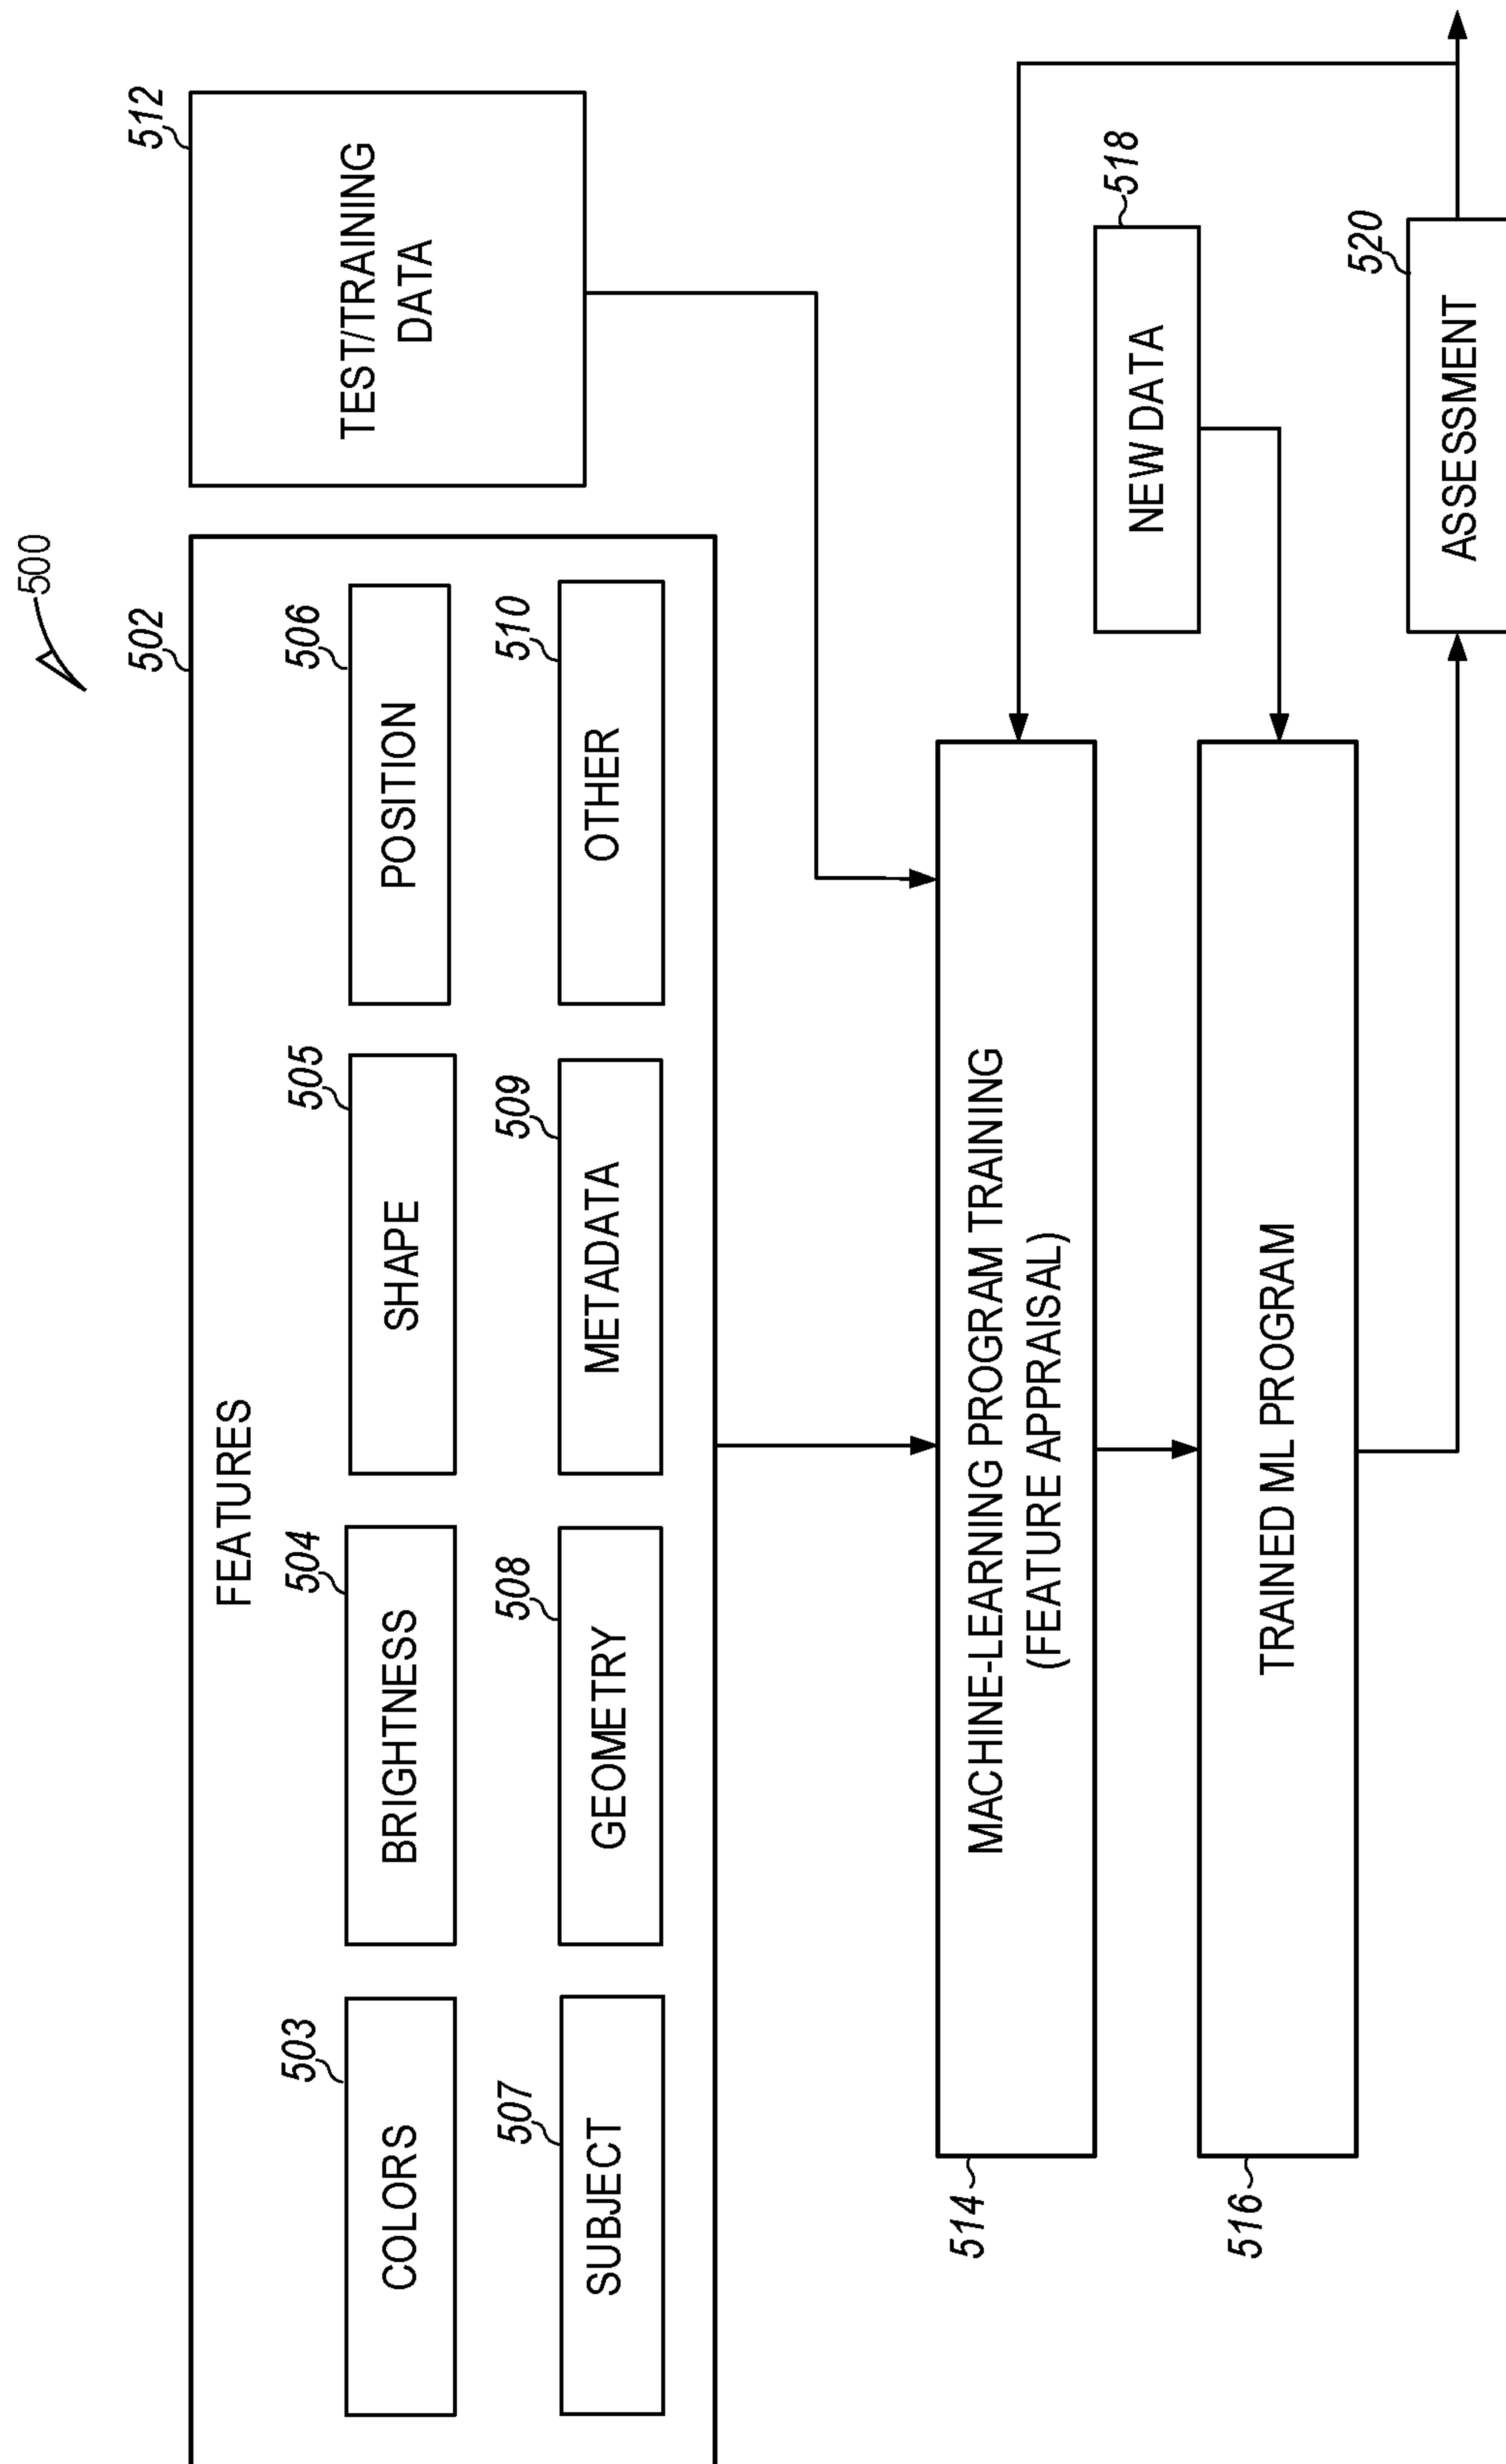 500
502
FEATURES
503
COLORS
504
BRIGHTNESS
505
SHAPE
506
POSITION
507
SUBJECT
508
GEOMETRY
509
METADATA
510
OTHER
512
TEST/TRAINING
DATA
514
MACHINE-LEARNING PROGRAM TRAINING
(FEATURE APPRAISAL)
516
TRAINED ML PROGRAM
518
NEW DATA
520
ASSESSMENT